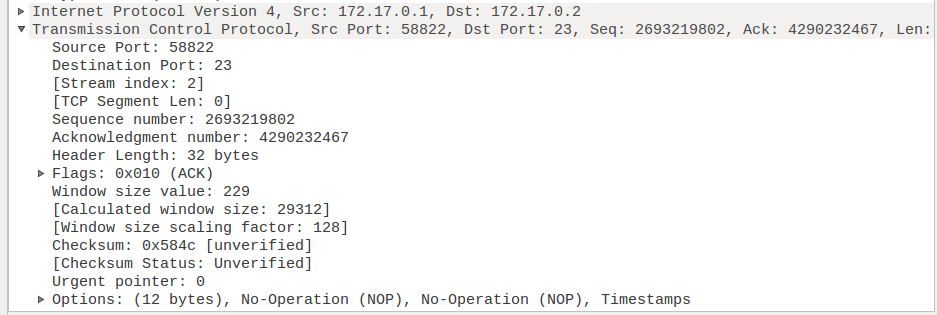 Internet Protocol Version 4, Src: 172.17.0.1, Dst: 172.17.0.2
Transmission Control Protocol, Src Port: 58822, Dst Port: 23, Seq: 2693219802, Ack: 4290232467, Len:
Source Port: 58822
Destination Port: 23
[Stream index: 2]
[TCP Segment Len: 0]
Sequence number: 2693219802
Acknowledgment number: 4290232467
Header Length: 32 bytes
Flags: 0x010 (ACK)
Window size value: 229
[Calculated window size: 29312]
[Window size scaling factor: 128]
Checksum: 0x584c [unverified]
[Checksum Status: Unverified]
Urgent pointer: 0
Options: (12 bytes), No-Operation (NOP), No-Operation (NOP), Timestamps